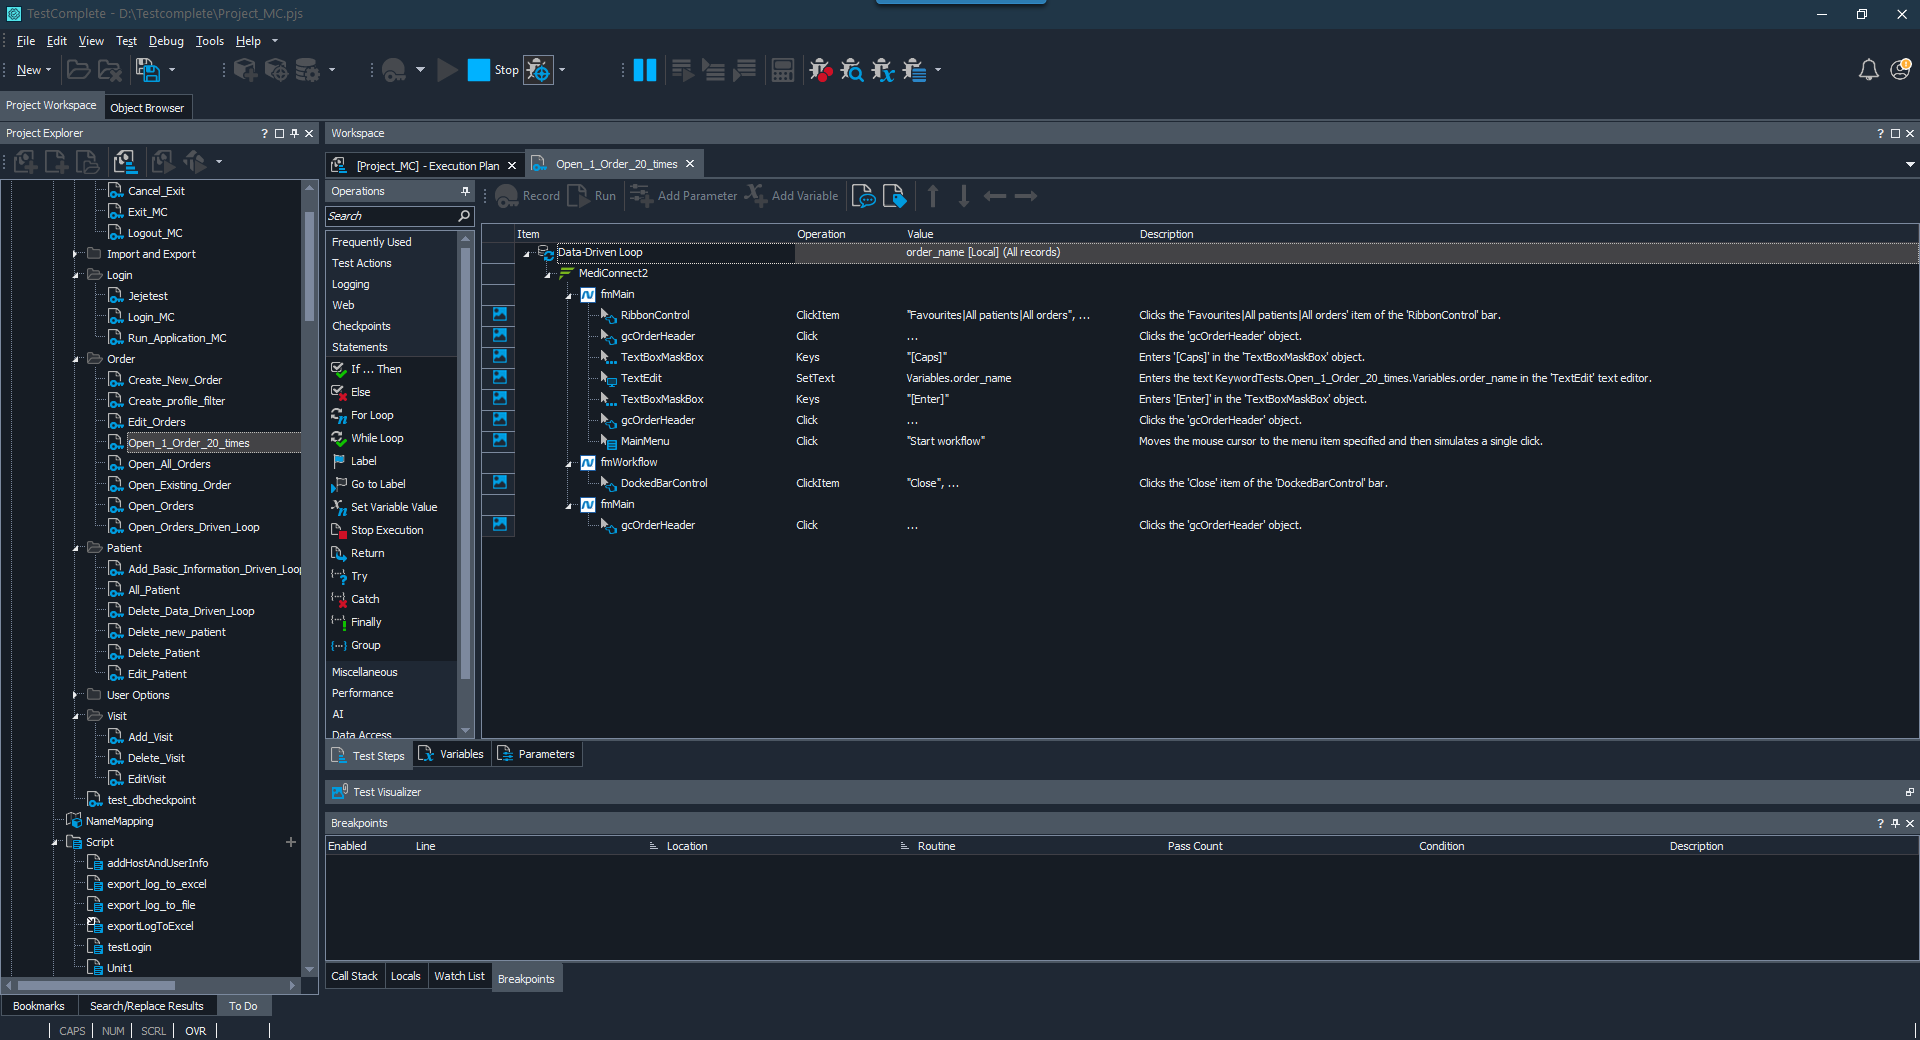 TestComplete - D:\Testcomplete\Project_MC.pjs
File Edit View Test Debug Tools Help
New Stop
Project Workspace Object Browser
Project Explorer
Cancel_Exit
Exit_MC
Logout_MC
Import and Export
Login
Jejetest
Login_MC
Run_Application_MC
Order
Create_New_Order
Create_profile_filter
Edit_Orders
Open_1_Order_20_times
Open_All_Orders
Open_Existing_Order
Open_Orders
Open_Orders_Driven_Loop
Patient
Add_Basic_Information_Driven_Loop
All_Patient
Delete_Data_Driven_Loop
Delete_new_patient
Delete_Patient
Edit_Patient
User Options
Visit
Add_Visit
Delete_Visit
EditVisit
test_dbcheckpoint
NameMapping
Script
addHostAndUserInfo
export_log_to_excel
export_log_to_file
exportLogToExcel
testLogin
Unit1
Workspace
[Project_MC] - Execution Plan Open_1_Order_20_times
Operations
Search
Frequently Used
Test Actions
Logging
Web
Checkpoints
Statements
If ... Then
Else
For Loop
While Loop
Label
Go to Label
Set Variable Value
Stop Execution
Return
Try
Catch
Finally
Group
Miscellaneous
Performance
AI
Data Access
Record Run Add Parameter Add Variable
Item Operation Value Description
Data-Driven Loop order_name [Local] (All records)
MediConnect2
fmMain
RibbonControl ClickItem "Favourites|All patients|All orders", ... Clicks the 'Favourites|All patients|All orders' item of the 'RibbonControl' bar.
gcOrderHeader Click ... Clicks the 'gcOrderHeader' object.
TextBoxMaskBox Keys "[Caps]" Enters '[Caps]' in the 'TextBoxMaskBox' object.
TextEdit SetText Variables.order_name Enters the text KeywordTests.Open_1_Order_20_times.Variables.order_name in the 'TextEdit' text editor.
TextBoxMaskBox Keys "[Enter]" Enters '[Enter]' in the 'TextBoxMaskBox' object.
gcOrderHeader Click ... Clicks the 'gcOrderHeader' object.
MainMenu Click "Start workflow" Moves the mouse cursor to the menu item specified and then simulates a single click.
fmWorkflow
DockedBarControl ClickItem "Close", ... Clicks the 'Close' item of the 'DockedBarControl' bar.
fmMain
gcOrderHeader Click ... Clicks the 'gcOrderHeader' object.
Test Steps Variables Parameters
Test Visualizer
Breakpoints
Enabled Line Location Routine Pass Count Condition Description
Call Stack Locals Watch List Breakpoints
Bookmarks Search/Replace Results To Do
CAPS NUM SCRL OVR